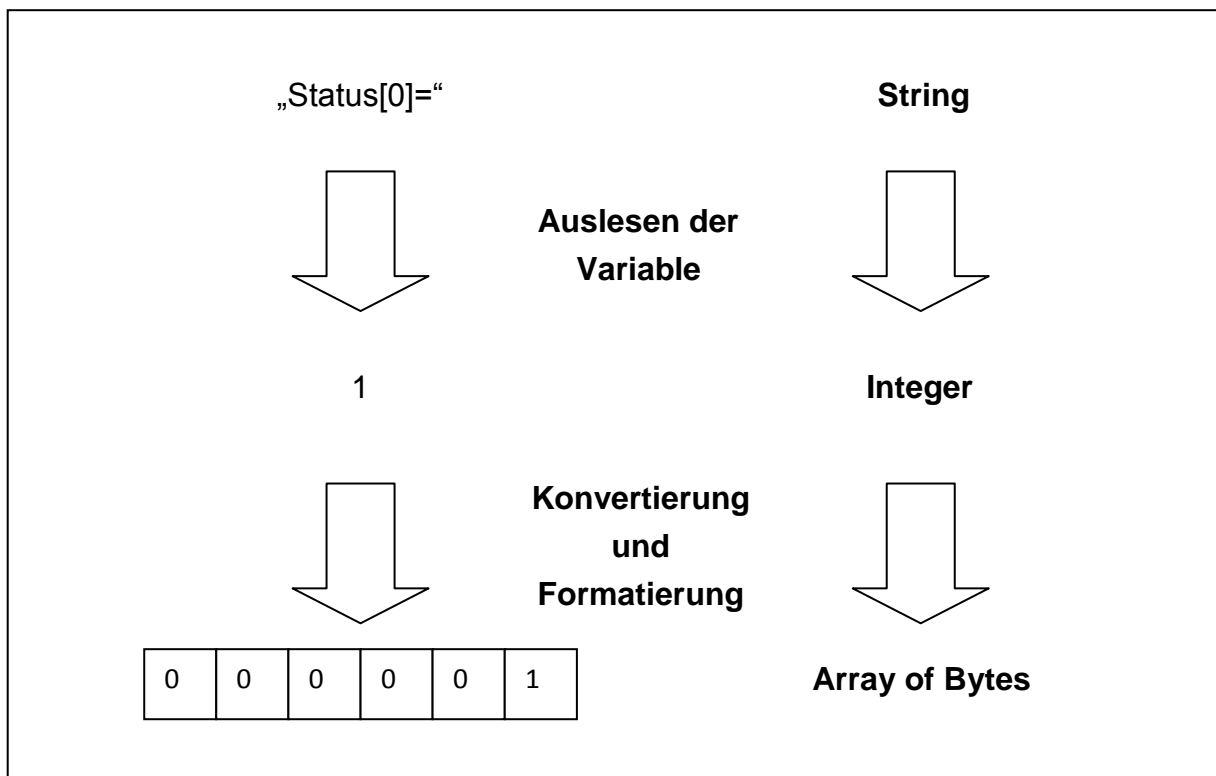 „Status[0]=“
String
Auslesen der
Variable
1
Integer
Konvertierung
und
Formatierung
0 0 0 0 0 1
Array of Bytes